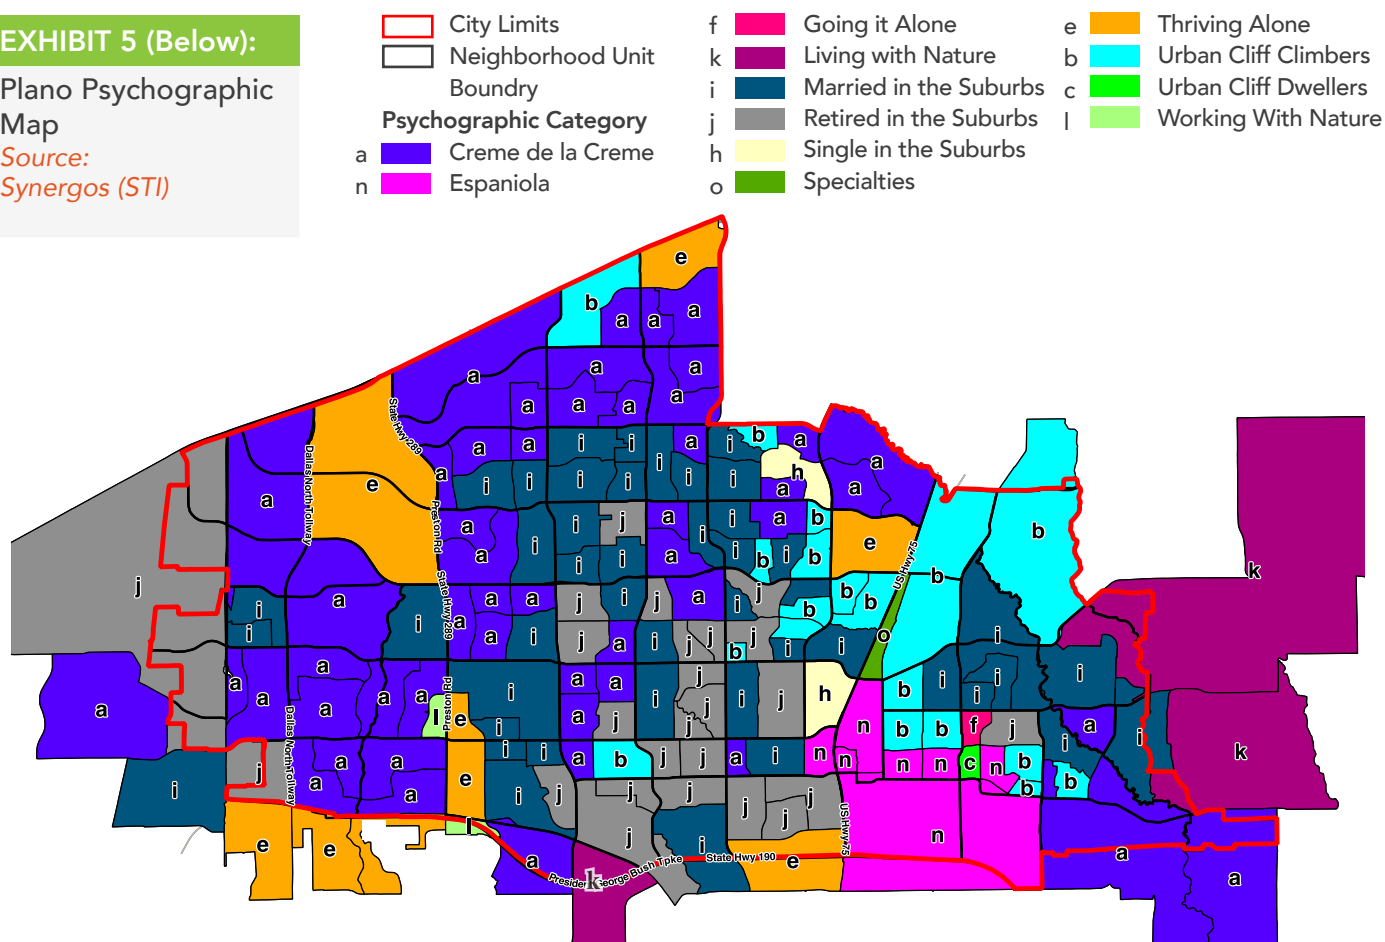 EXHIBIT 5 (Below):
Plano Psychographic
Map
Source:
Synergos (STI)
City Limits
Neighborhood Unit
Boundry
Psychographic Category
a Creme de la Creme
n Espaniola
f Going it Alone
k Living with Nature
i Married in the Suburbs
j Retired in the Suburbs
h Single in the Suburbs
o Specialties
e Thriving Alone
b Urban Cliff Climbers
c Urban Cliff Dwellers
l Working With Nature
e
b a a a
a a a
a a a a
State Hwy 289
a a i i a i b a
a i i i i i i i h a a a
a e
Dallas North Tollway
Preston Rd
a a i i j a i i a b e
i i a i b i b
US Hwy 75
b b
j
i a i
State Hwy 289
a a j i j a i j b b b
i a a i j a i j j j b i i o i
a a a a a a l e
Preston Rd
i a a i j i j h b i i i i
a a i a j j j n b b f j i a i
Dallas North Tollway
j a a i i a b j j a i n n n n c n b b b
k
k
i a a e i j j j j j
j i j
US Hwy 75
n
e e l a
President George Bush Tpke
State Hwy 190
k e a a